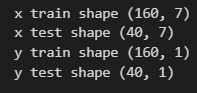 x train shape (160, 7)
x test shape (40, 7)
y train shape (160, 1)
y test shape (40, 1)